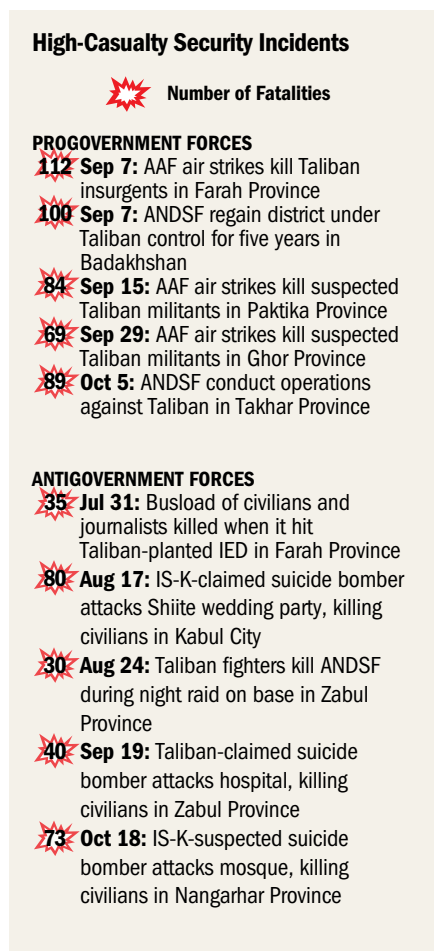 High-Casualty Security Incidents
Number of Fatalities
PROGOVERNMENT FORCES
112 Sep 7: AAF air strikes kill Taliban
insurgents in Farah Province
100 Sep 7: ANDSF regain district under
Taliban control for five years in
Badakhshan
84 Sep 15: AAF air strikes kill suspected
Taliban militants in Paktika Province
69 Sep 29: AAF air strikes kill suspected
Taliban militants in Ghor Province
89 Oct 5: ANDSF conduct operations
against Taliban in Takhar Province
ANTIGOVERNMENT FORCES
35 Jul 31: Busload of civilians and
journalists killed when it hit
Taliban-planted IED in Farah Province
80 Aug 17: IS-K-claimed suicide bomber
attacks Shiite wedding party, killing
civilians in Kabul City
30 Aug 24: Taliban fighters kill ANDSF
during night raid on base in Zabul
Province
40 Sep 19: Taliban-claimed suicide
bomber attacks hospital, killing
civilians in Zabul Province
73 Oct 18: IS-K-suspected suicide
bomber attacks mosque, killing
civilians in Nangarhar Province